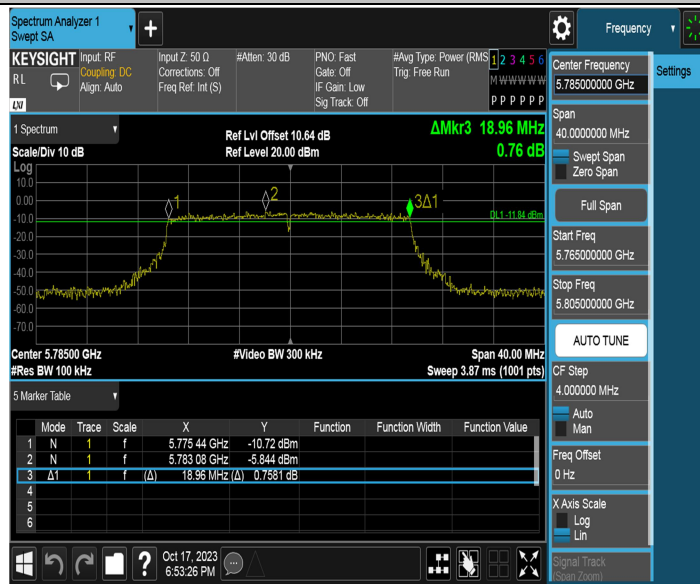 Spectrum Analyzer 1
Swept SA
+
Frequency
KEYSIGHT
RL
LXI
Input: RF
Coupling: DC
Align: Auto
Input Z: 50 Ω
Corrections: Off
Freq Ref: Int (S)
#Atten: 30 dB
PNO: Fast
Gate: Off
IF Gain: Low
Sig Track: Off
#Avg Type: Power (RMS
Trig: Free Run
1 2 3 4 5 6
M W W W W W
P P P P P P
Center Frequency
5.785000000 GHz
Settings
Span
40.0000000 MHz
Swept Span
Zero Span
Full Span
Start Freq
5.765000000 GHz
Stop Freq
5.805000000 GHz
AUTO TUNE
CF Step
4.000000 MHz
Auto
Man
Freq Offset
0 Hz
X Axis Scale
Log
Lin
Signal Track
(Span Zoom)
1 Spectrum
Scale/Div 10 dB
Log
Ref Lvl Offset 10.64 dB
Ref Level 20.00 dBm
ΔMkr3 18.96 MHz
0.76 dB
10.0
0.00
-10.0
-20.0
-30.0
-40.0
-50.0
-60.0
-70.0
1
2
3Δ1
DL1 -11.84 dBm
Center 5.78500 GHz
#Video BW 300 kHz
Span 40.00 MHz
#Res BW 100 kHz
Sweep 3.87 ms (1001 pts)
5 Marker Table
Mode Trace Scale X Y Function Function Width Function Value
1 N 1 f 5.775 44 GHz -10.72 dBm
2 N 1 f 5.783 08 GHz -5.844 dBm
3 Δ1 1 f (Δ) 18.96 MHz (Δ) 0.7581 dB
4
5
6
?
Oct 17, 2023
6:53:26 PM